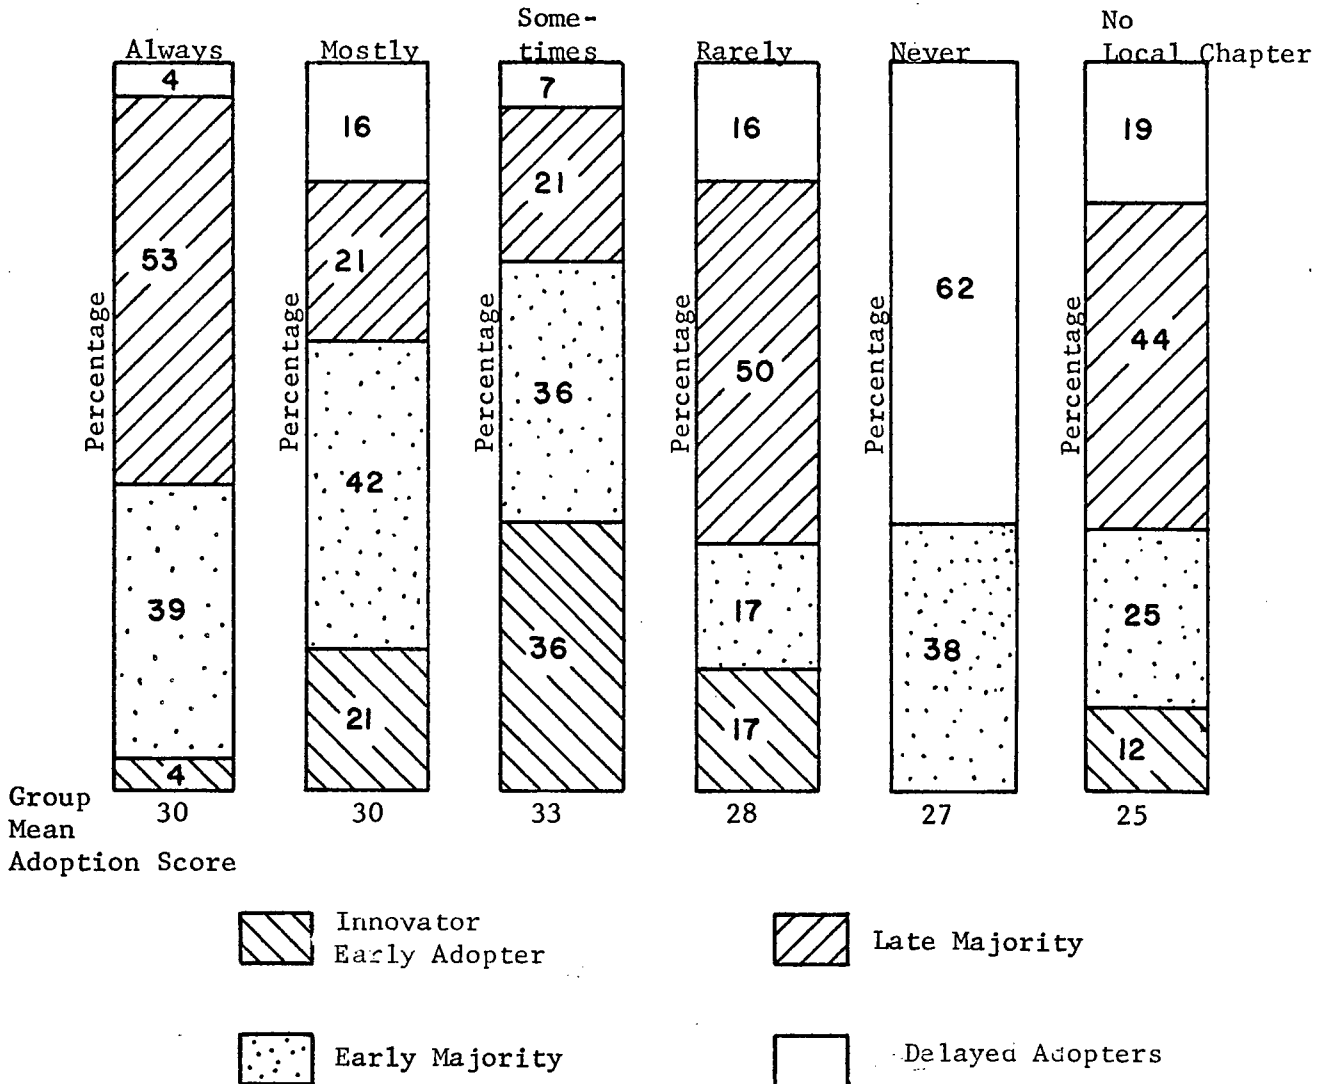 Always
Mostly
Some-
times
Rarely
Never
No
Local Chapter
Percentage
4
53
39
4
Percentage
16
21
42
21
Percentage
7
21
36
36
Percentage
16
50
17
17
Percentage
62
38
Percentage
19
44
25
12
Group
Mean
Adoption Score
30
30
33
28
27
25
Innovator
Early Adopter
Late Majority
Early Majority
Delayed Adopters